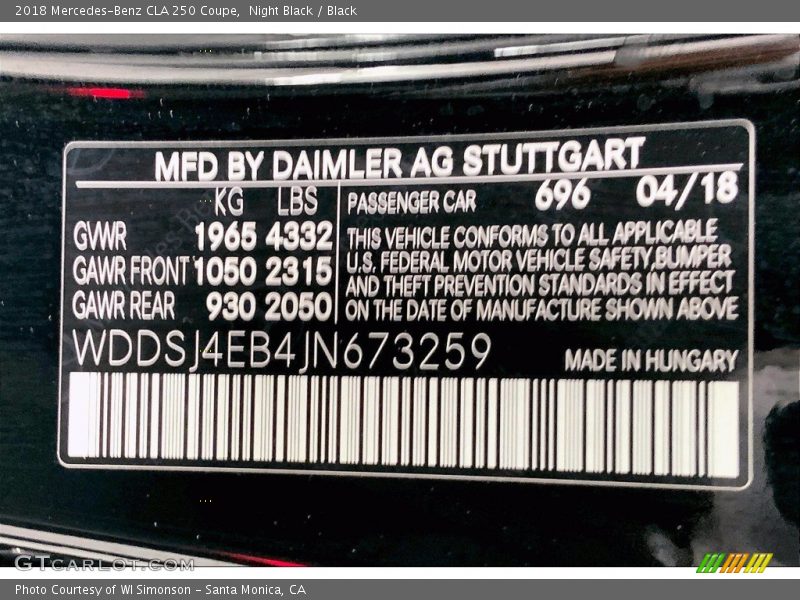 2018 Mercedes-Benz CLA 250 Coupe, Night Black / Black
MFD BY DAIMLER AG STUTTGART
KG LBS
GVWR 1965 4332
GAWR FRONT 1050 2315
GAWR REAR 930 2050
PASSENGER CAR 696 04/18
THIS VEHICLE CONFORMS TO ALL APPLICABLE
U.S. FEDERAL MOTOR VEHICLE SAFETY,BUMPER
AND THEFT PREVENTION STANDARDS IN EFFECT
ON THE DATE OF MANUFACTURE SHOWN ABOVE
WDDSJ4EB4JN673259
MADE IN HUNGARY
GTcarlot.com
Photo Courtesy of WI Simonson - Santa Monica, CA